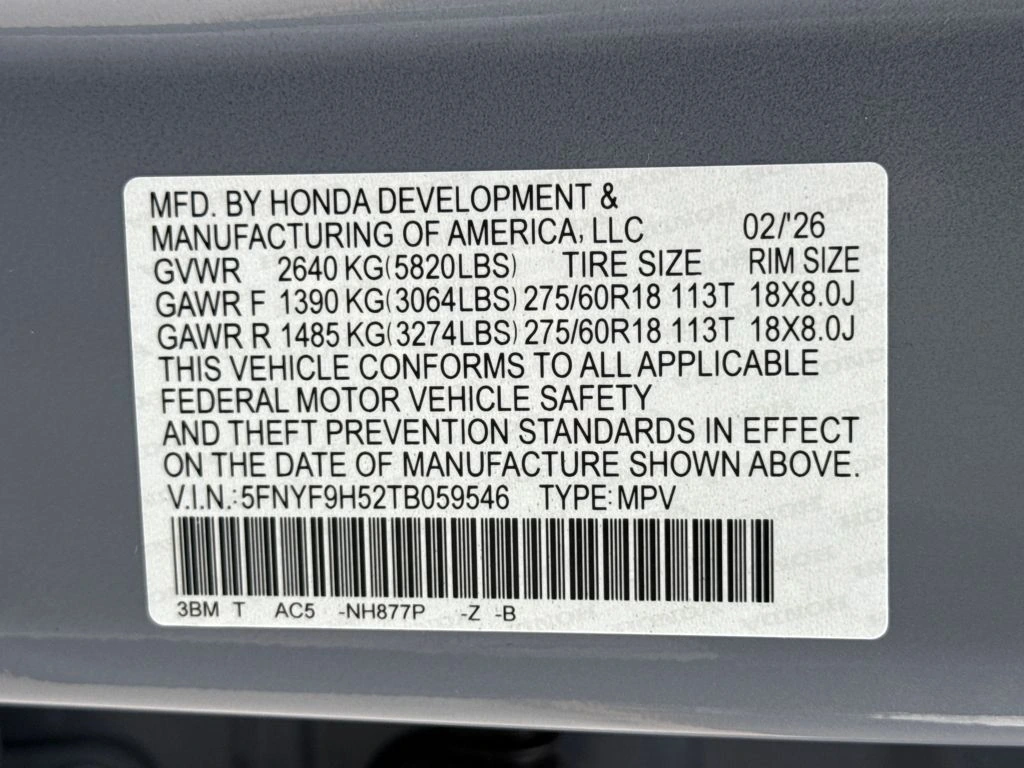 MFD. BY HONDA DEVELOPMENT &
MANUFACTURING OF AMERICA, LLC 02/'26
GVWR 2640 KG(5820LBS) TIRE SIZE RIM SIZE
GAWR F 1390 KG(3064LBS) 275/60R18 113T 18X8.0J
GAWR R 1485 KG(3274LBS) 275/60R18 113T 18X8.0J
THIS VEHICLE CONFORMS TO ALL APPLICABLE
FEDERAL MOTOR VEHICLE SAFETY
AND THEFT PREVENTION STANDARDS IN EFFECT
ON THE DATE OF MANUFACTURE SHOWN ABOVE.
V.I.N.:5FNYF9H52TB059546 TYPE:MPV
3BM T AC5 -NH877P -Z -B